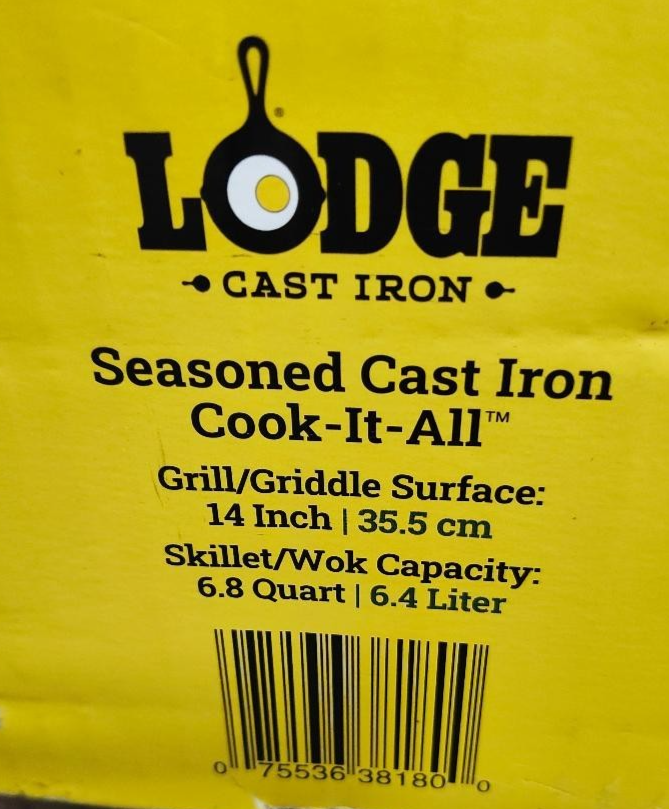 LODGE®
CAST IRON
Seasoned Cast Iron
Cook-It-All™
Grill/Griddle Surface:
14 Inch | 35.5 cm
Skillet/Wok Capacity:
6.8 Quart | 6.4 Liter
0 75536 38180 0